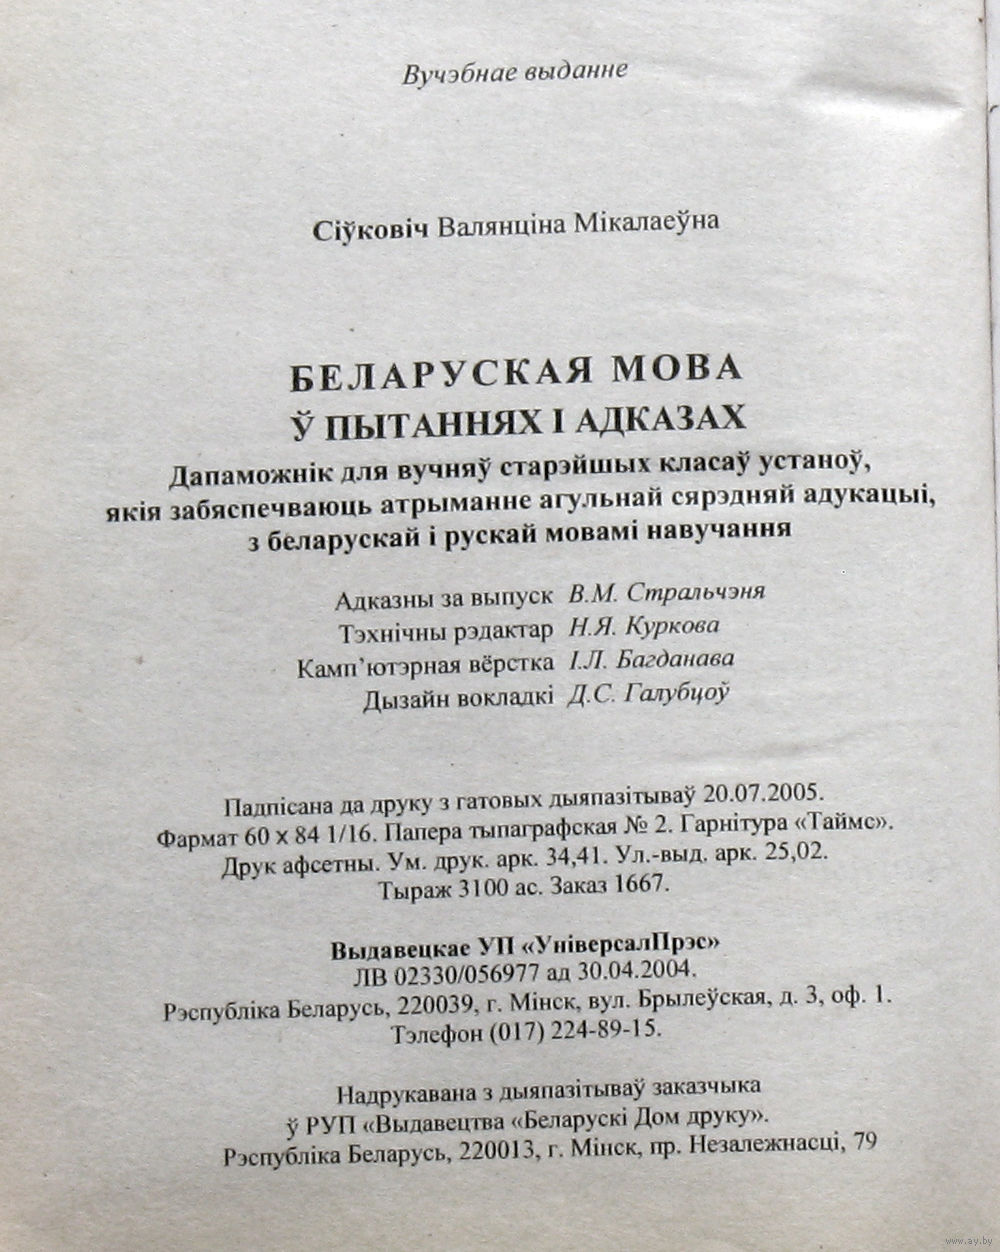 Вучэбнае выданне
Сіўковіч Валянціна Мікалаеўна
БЕЛАРУСКАЯ МОВА
Ў ПЫТАННЯХ І АДКАЗАХ
Дапаможнік для вучняў старэйшых класаў устаноў,
якія забяспечваюць атрыманне агульнай сярэдняй адукацыі,
з беларускай і рускай мовамі навучання
Адказны за выпуск В.М. Стральчэня
Тэхнічны рэдактар Н.Я. Куркова
Камп'ютэрная вёрстка І.Л. Багданава
Дызайн вокладкі Д.С. Галубцоў
Падпісана да друку з гатовых дыяпазітываў 20.07.2005.
Фармат 60 х 84 1/16. Папера тыпаграфская № 2. Гарнітура «Таймс».
Друк афсетны. Ум. друк. арк. 34,41. Ул.-выд. арк. 25,02.
Тыраж 3100 ас. Заказ 1667.
Выдавецкае УП «УніверсалПрэс»
ЛВ 02330/056977 ад 30.04.2004.
Рэспубліка Беларусь, 220039, г. Мінск, вул. Брылеўская, д. 3, оф. 1.
Тэлефон (017) 224-89-15.
Надрукавана з дыяпазітываў заказчыка
ў РУП «Выдавецтва «Беларускі Дом друку».
Рэспубліка Беларусь, 220013, г. Мінск, пр. Незалежнасці, 79
www.ay.by